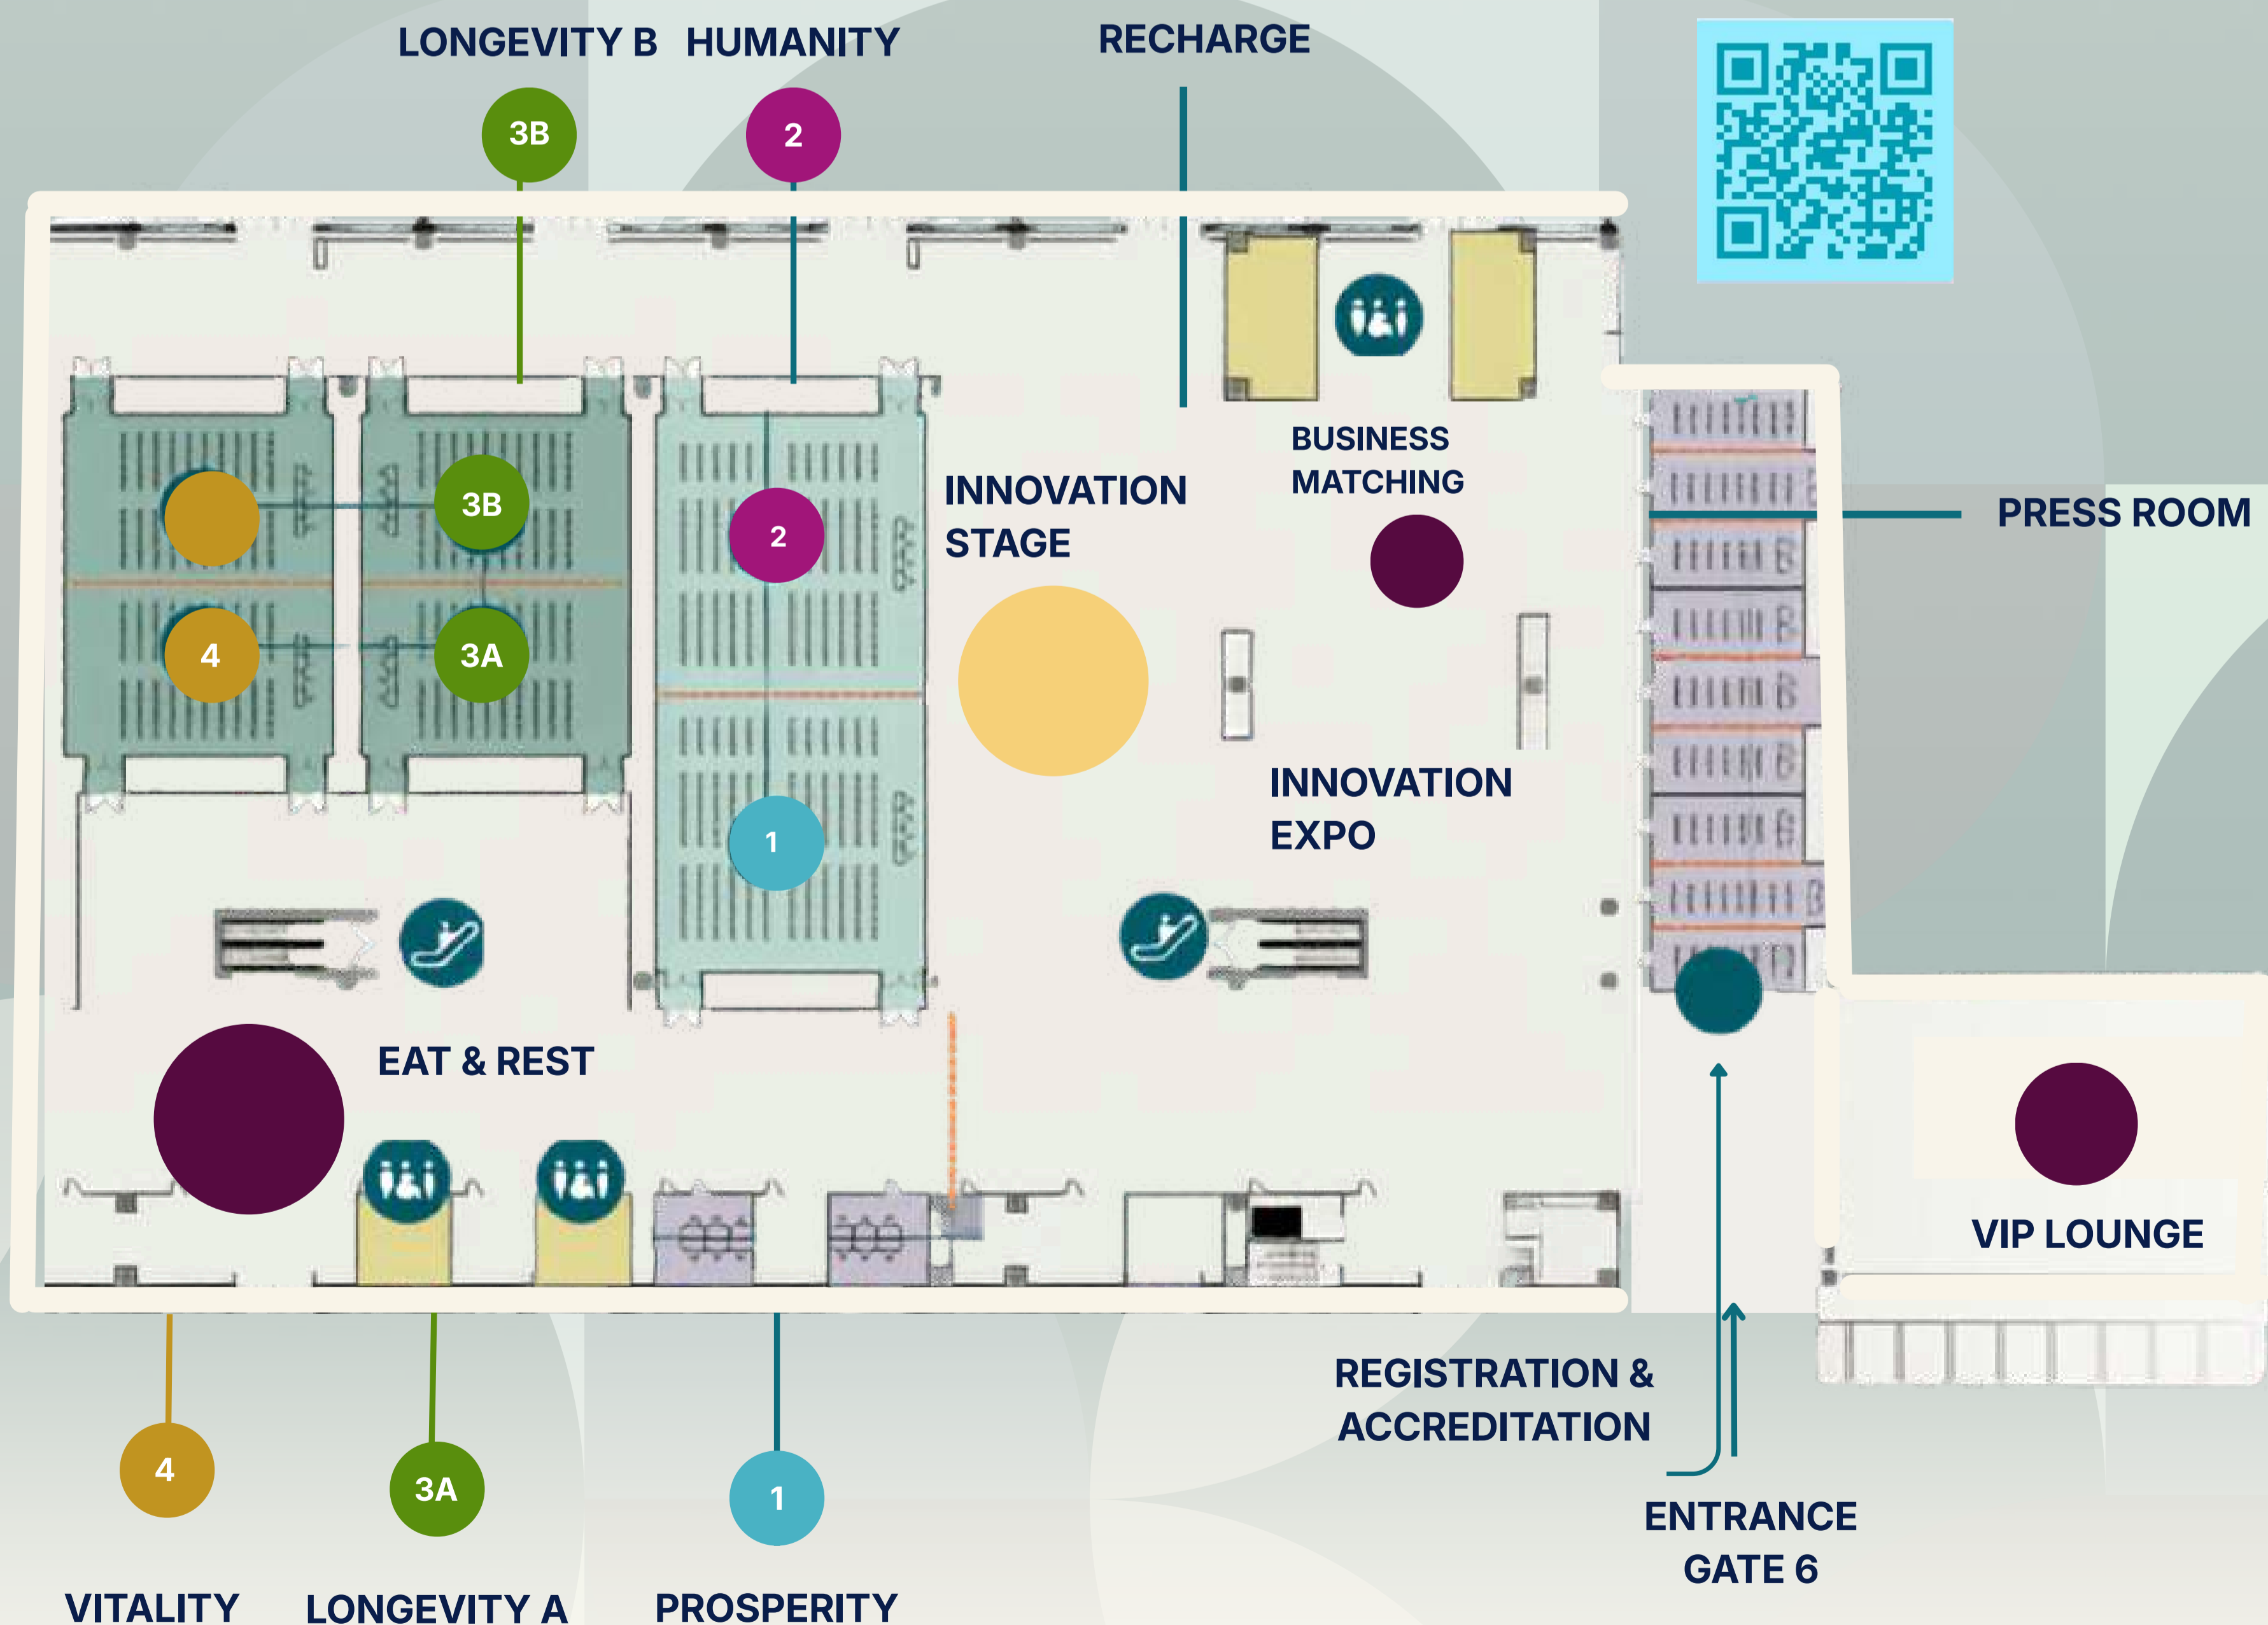 LONGEVITY B
HUMANITY
RECHARGE
3B
2
BUSINESS
MATCHING
INNOVATION
STAGE
PRESS ROOM
3B
2
4
3A
INNOVATION
EXPO
1
EAT & REST
VIP LOUNGE
REGISTRATION &
ACCREDITATION
4
3A
1
ENTRANCE
GATE 6
VITALITY
LONGEVITY A
PROSPERITY